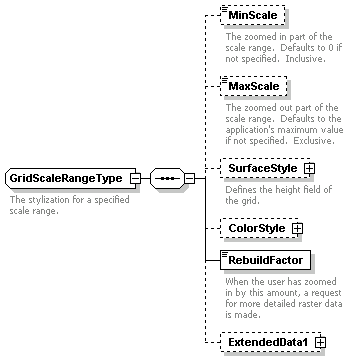 MinScale
The zoomed in part of the
scale range. Defaults to 0 if
not specified. Inclusive.
MaxScale
The zoomed out part of the
scale range. Defaults to the
application's maximum value
if not specified. Exclusive.
GridScaleRangeType
The stylization for a specified
scale range.
SurfaceStyle
Defines the height field of
the grid.
ColorStyle
RebuildFactor
When the user has zoomed
in by this amount, a request
for more detailed raster data
is made.
ExtendedData1